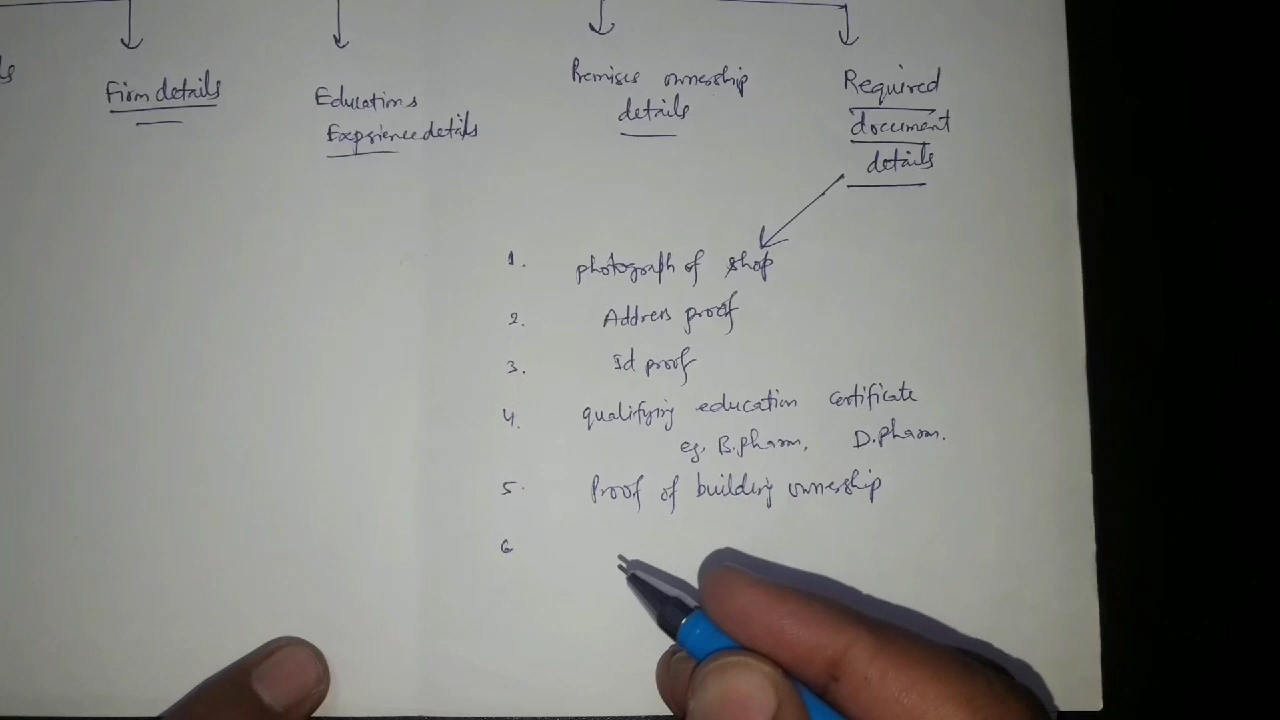 Firm details
Educations
Expsrience details
Premises ownership
details
Required
document
details
1. photograph of shop
2. Address proof
3. Id proof
4. qualifying education certificate
eg. B.pharm, D.pharm.
5. Proof of building ownership
6